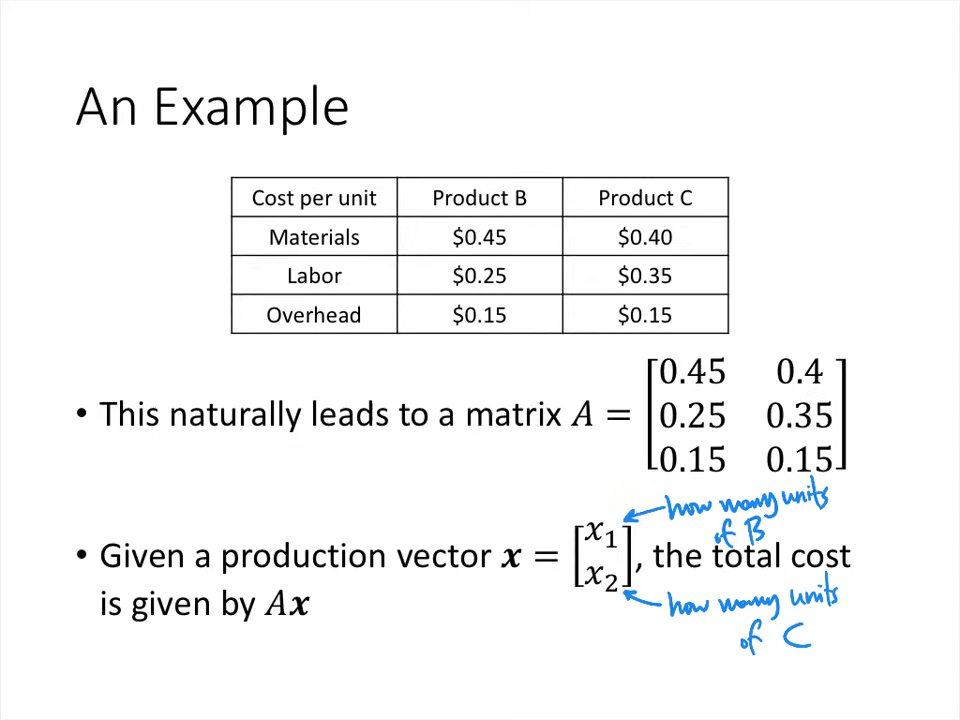 An Example
Cost per unit Product B Product C
Materials $0.45 $0.40
Labor $0.25 $0.35
Overhead $0.15 $0.15
0.45 0.4
• This naturally leads to a matrix A = 0.25 0.35
0.15 0.15
how many units
of B
• Given a production vector x = [x₁ x₂], the total cost
is given by Ax
how many units
of C